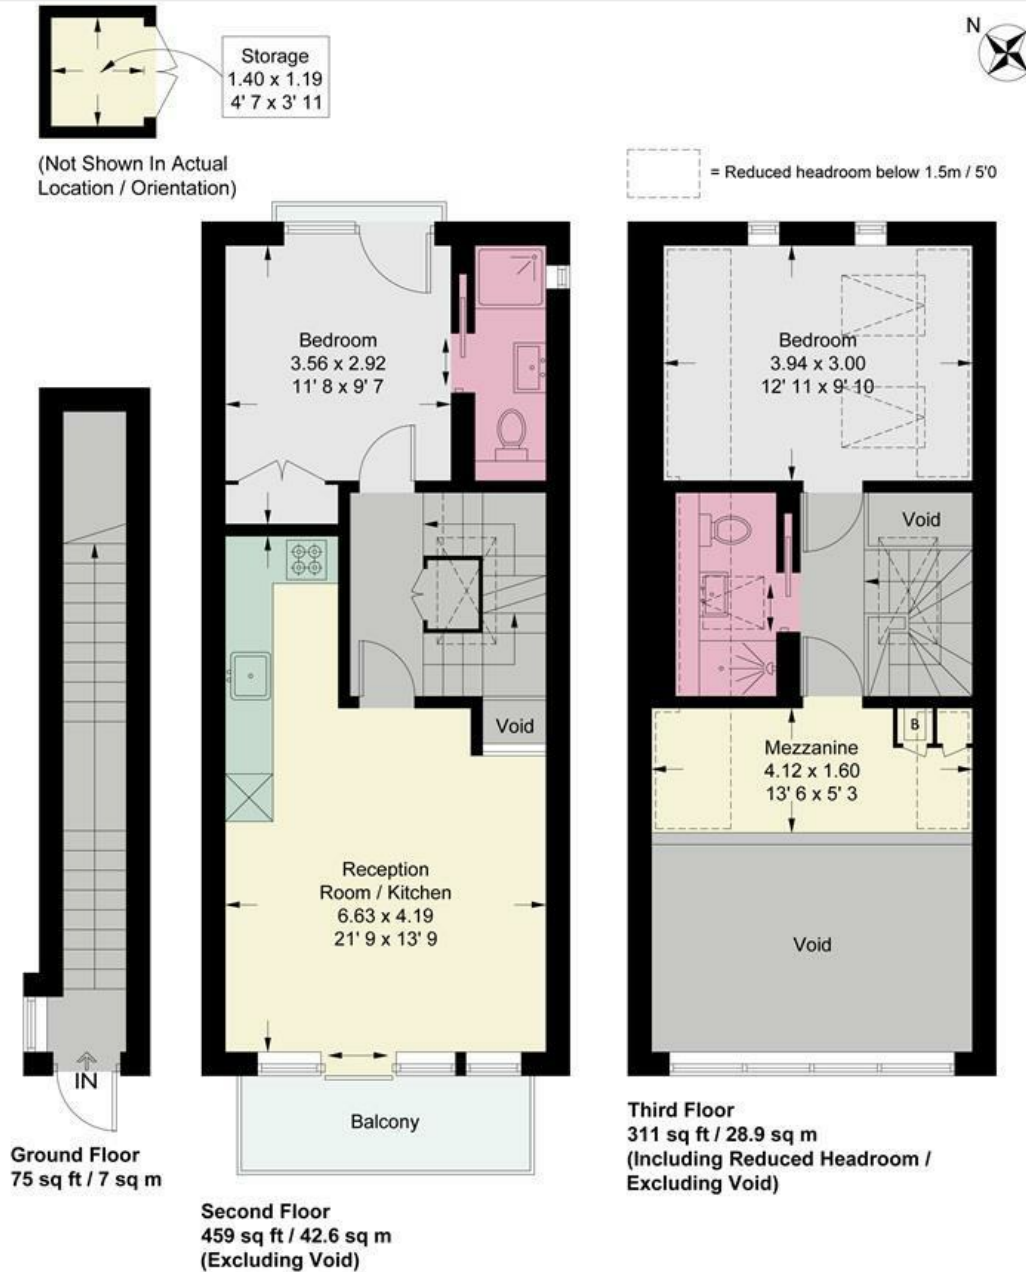 Storage
1.40 x 1.19
4' 7 x 3' 11
N
(Not Shown In Actual
Location / Orientation)
= Reduced headroom below 1.5m / 5'0
Bedroom
3.56 x 2.92
11' 8 x 9' 7
Bedroom
3.94 x 3.00
12' 11 x 9' 10
Void
Void
B
Mezzanine
4.12 x 1.60
13' 6 x 5' 3
Reception
Room / Kitchen
6.63 x 4.19
21' 9 x 13' 9
Void
IN
Balcony
Ground Floor
75 sq ft / 7 sq m
Second Floor
459 sq ft / 42.6 sq m
(Excluding Void)
Third Floor
311 sq ft / 28.9 sq m
(Including Reduced Headroom /
Excluding Void)